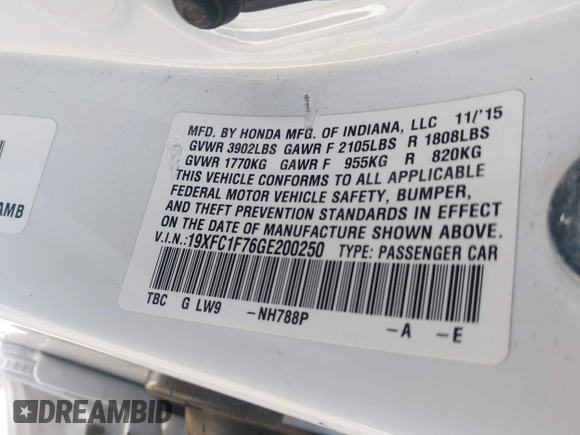 MFD. BY HONDA MFG. OF INDIANA, LLC 11/'15
GVWR 3902LBS GAWR F 2105LBS R 1808LBS
GVWR 1770KG GAWR F 955KG R 820KG
THIS VEHICLE CONFORMS TO ALL APPLICABLE
FEDERAL MOTOR VEHICLE SAFETY, BUMPER,
AND THEFT PREVENTION STANDARDS IN EFFECT
ON THE DATE OF MANUFACTURE SHOWN ABOVE.
V.I.N.:19XFC1F76GE200250 TYPE: PASSENGER CAR
TBC G LW9 -NH788P -A -E
AMB
DREAMBID